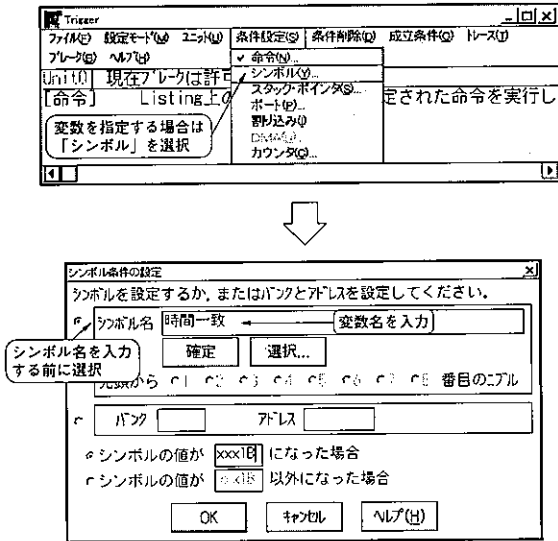 Trigger
ファイル(F) 設定モード(M) ユニット(U) 条件設定(S) 条件削除(D) 成立条件(C) トレース(T)
ブレーク(B) ヘルプ(H)
Unit0 現在ブレークは許可
[命令] Listing上の
定された命令を実行し
✓ 命令(N)...
シンボル(Y)...
スタック・ポインタ(S)...
ポート(P)...
割り込み(I)
カウンタ(C)...
変数を指定する場合は
「シンボル」を選択
シンボル条件の設定
シンボルを設定するか, またはバンクとアドレスを設定してください。
シンボル名 時間一致
変数名を入力
シンボル名を入力
する前に選択
確定 選択...
先頭から 1 2 3 4 5 6 7 8 番目のニブル
バンク アドレス
シンボルの値が xxx1B になった場合
シンボルの値が 以外になった場合
OK キャンセル ヘルプ(H)